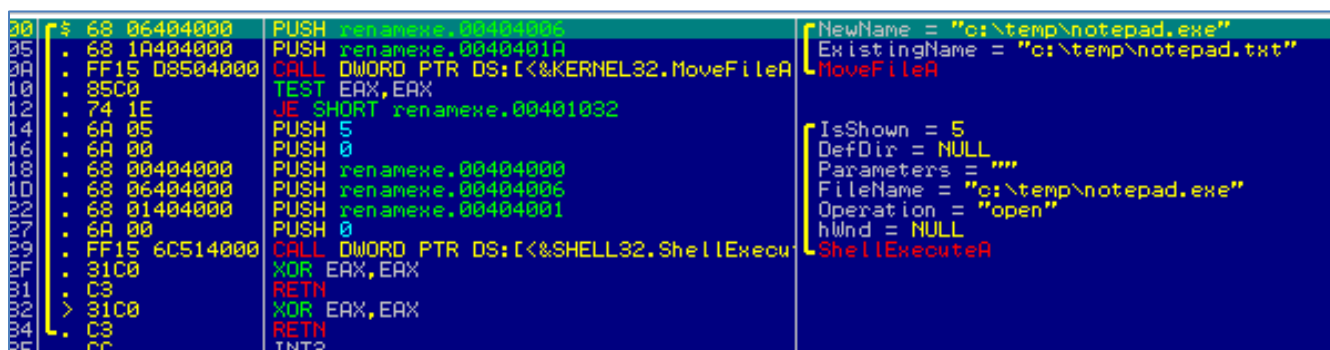 00 $ 68 06404000 PUSH renamexe.00404006 NewName = "c:\temp\notepad.exe"
05 . 68 1A404000 PUSH renamexe.0040401A ExistingName = "c:\temp\notepad.txt"
0A . FF15 D8504000 CALL DWORD PTR DS:[<&KERNEL32.MoveFileA MoveFileA
10 . 85C0 TEST EAX,EAX
12 . 74 1E JE SHORT renamexe.00401032
14 . 6A 05 PUSH 5 IsShown = 5
16 . 6A 00 PUSH 0 DefDir = NULL
18 . 68 00404000 PUSH renamexe.00404000 Parameters = ""
1D . 68 06404000 PUSH renamexe.00404006 FileName = "c:\temp\notepad.exe"
22 . 68 01404000 PUSH renamexe.00404001 Operation = "open"
27 . 6A 00 PUSH 0 hWnd = NULL
29 . FF15 6C514000 CALL DWORD PTR DS:[<&SHELL32.ShellExecu ShellExecuteA
2F . 31C0 XOR EAX,EAX
31 . C3 RETN
32 > 31C0 XOR EAX,EAX
34 . C3 RETN
35 CC INT3